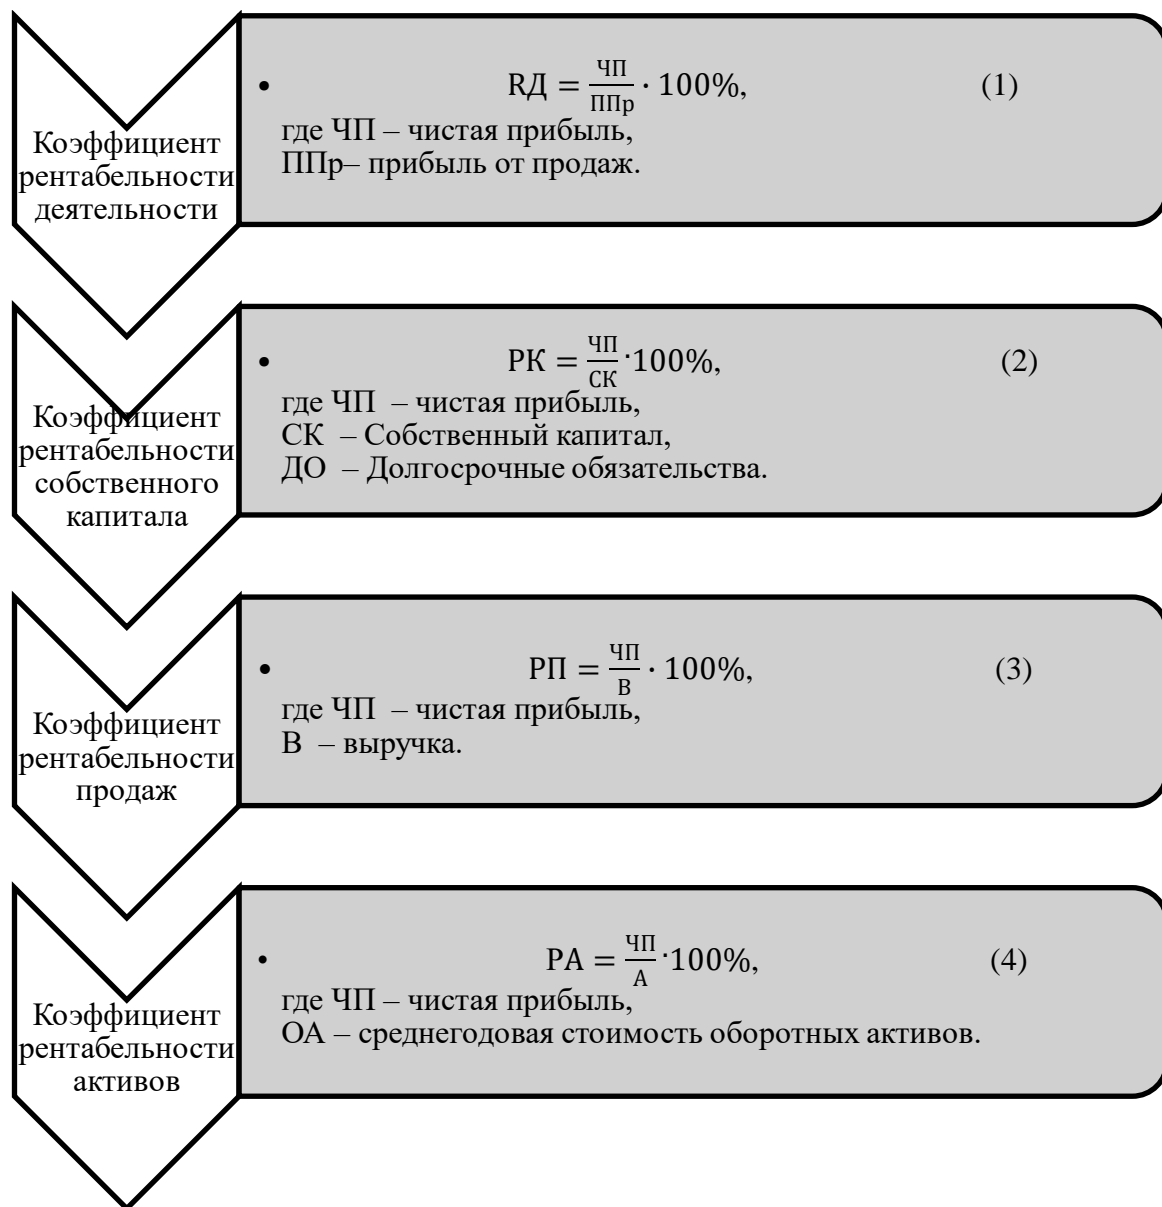 Коэффициент
рентабельности
деятельности
• RД = ЧП/ППр · 100%, (1)
где ЧП – чистая прибыль,
ППр– прибыль от продаж.
Коэффициент
рентабельности
собственного
капитала
• РК = ЧП/СК ·100%, (2)
где ЧП – чистая прибыль,
СК – Собственный капитал,
ДО – Долгосрочные обязательства.
Коэффициент
рентабельности
продаж
• РП = ЧП/В · 100%, (3)
где ЧП – чистая прибыль,
В – выручка.
Коэффициент
рентабельности
активов
• РА = ЧП/А ·100%, (4)
где ЧП – чистая прибыль,
ОА – среднегодовая стоимость оборотных активов.